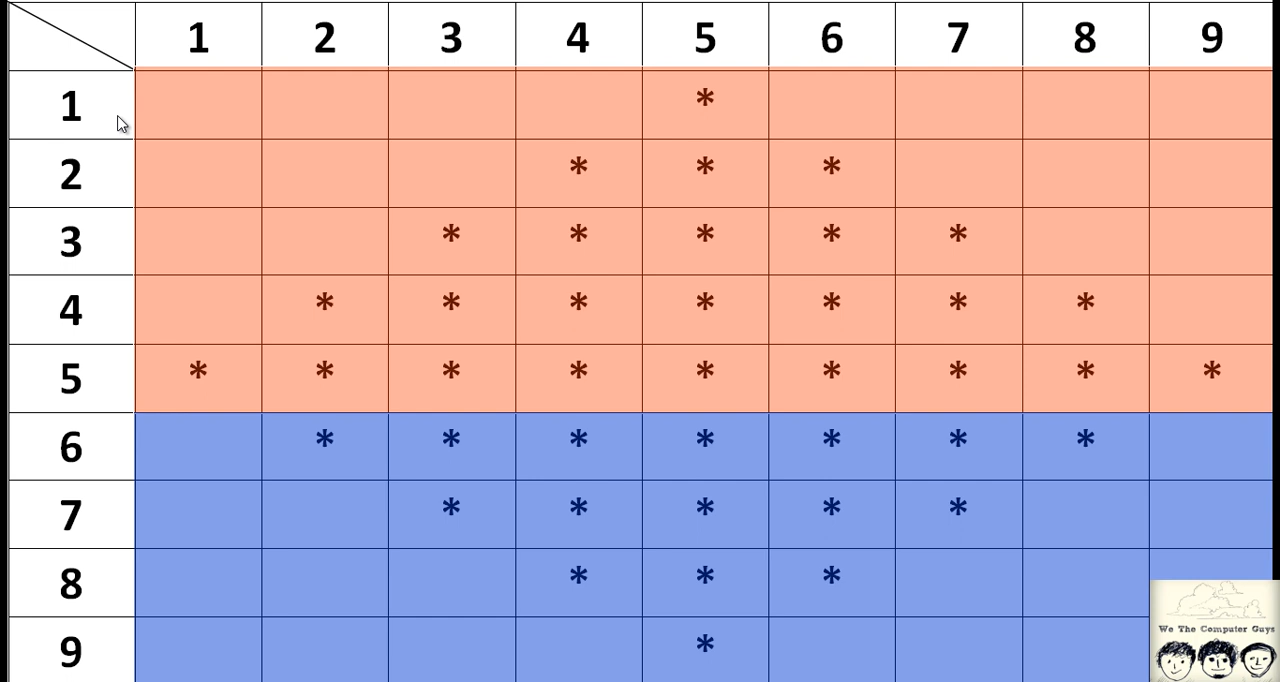 1 2 3 4 5 6 7 8 9
1 *
2 * * *
3 * * * * *
4 * * * * * * *
5 * * * * * * * * *
6 * * * * * * *
7 * * * * *
8 * * *
9 *
We The Computer Guys